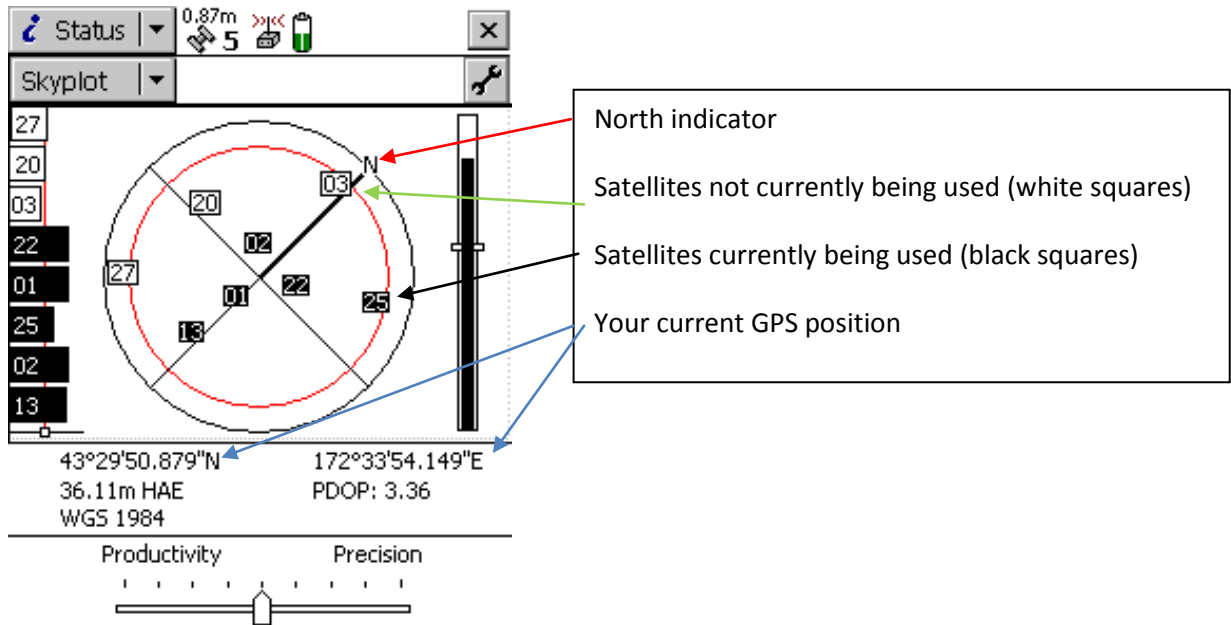 Status 0.87m 5
Skyplot
27
20
03
22
01
25
02
13
N
03
20
02
27
22
01
25
13
North indicator
Satellites not currently being used (white squares)
Satellites currently being used (black squares)
Your current GPS position
43°29'50.879"N 172°33'54.149"E
36.11m HAE PDOP: 3.36
WGS 1984
Productivity Precision